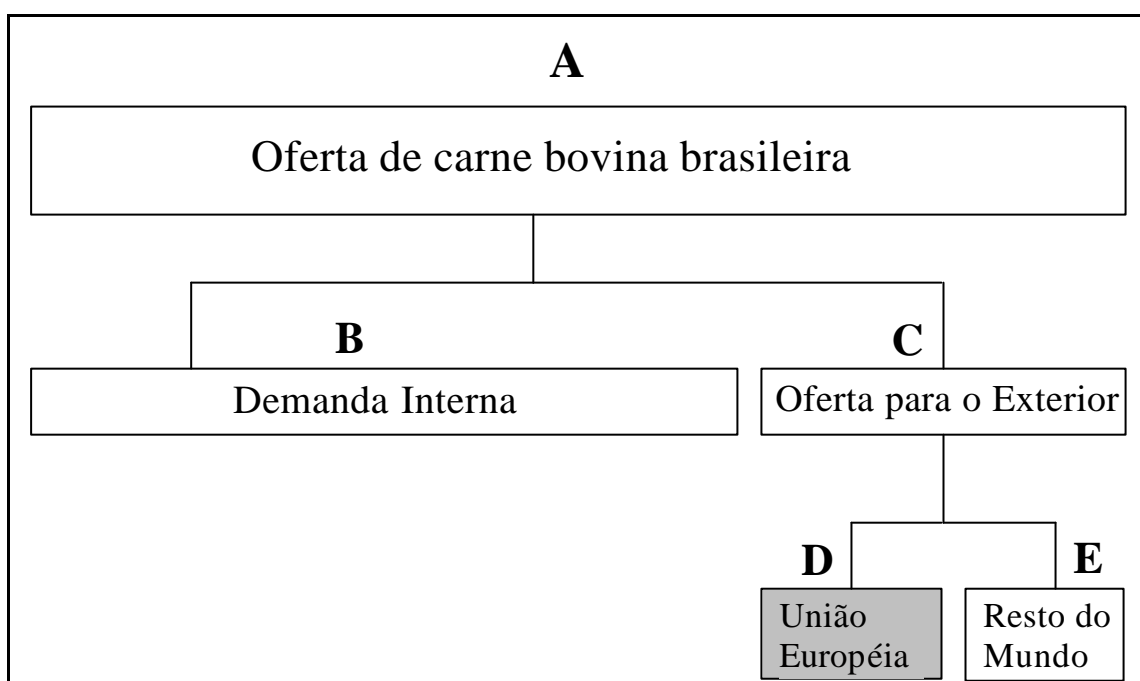 A
Oferta de carne bovina brasileira
B
C
Demanda Interna
Oferta para o Exterior
D
E
União
Européia
Resto do
Mundo